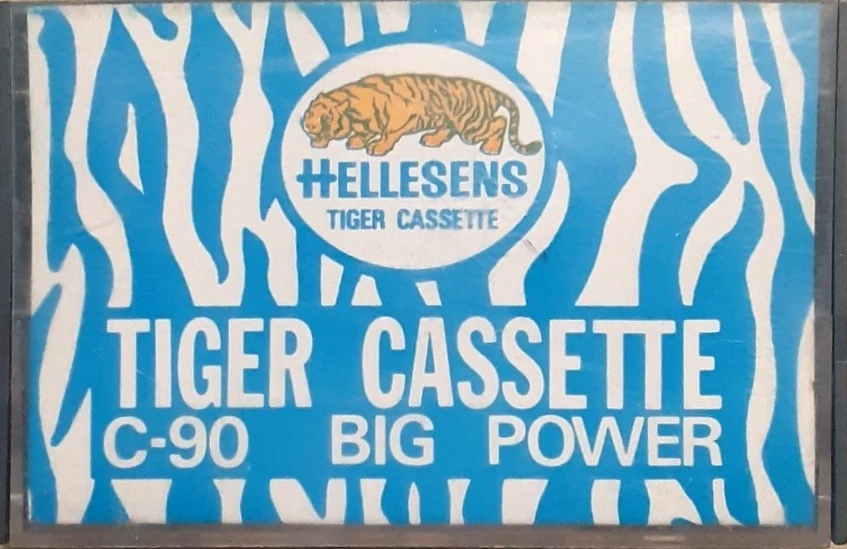 HELLESENS
TIGER CASSETTE
TIGER CASSETTE
C-90 BIG POWER